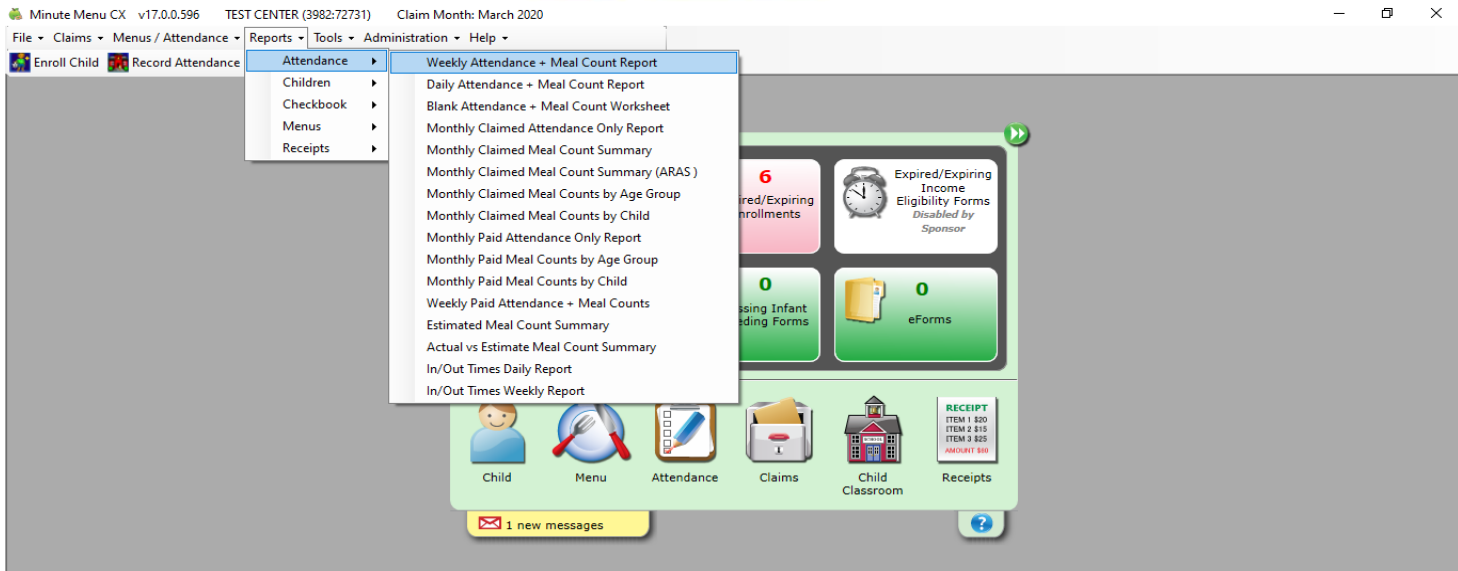 Minute Menu CX v17.0.0.596 TEST CENTER (3982:72731) Claim Month: March 2020
File Claims Menus / Attendance Reports Tools Administration Help
Enroll Child Record Attendance
Attendance
Children
Checkbook
Menus
Receipts
Weekly Attendance + Meal Count Report
Daily Attendance + Meal Count Report
Blank Attendance + Meal Count Worksheet
Monthly Claimed Attendance Only Report
Monthly Claimed Meal Count Summary
Monthly Claimed Meal Count Summary (ARAS )
Monthly Claimed Meal Counts by Age Group
Monthly Claimed Meal Counts by Child
Monthly Paid Attendance Only Report
Monthly Paid Meal Counts by Age Group
Monthly Paid Meal Counts by Child
Weekly Paid Attendance + Meal Counts
Estimated Meal Count Summary
Actual vs Estimate Meal Count Summary
In/Out Times Daily Report
In/Out Times Weekly Report
6
ired/Expiring
nrollments
Expired/Expiring
Income
Eligibility Forms
Disabled by
Sponsor
0
ssing Infant
eding Forms
0
eForms
SCHOOL
RECEIPT
ITEM 1 $20
ITEM 2 $15
ITEM 3 $25
AMOUNT $60
Child
Menu
Attendance
Claims
Child
Classroom
Receipts
1 new messages
?